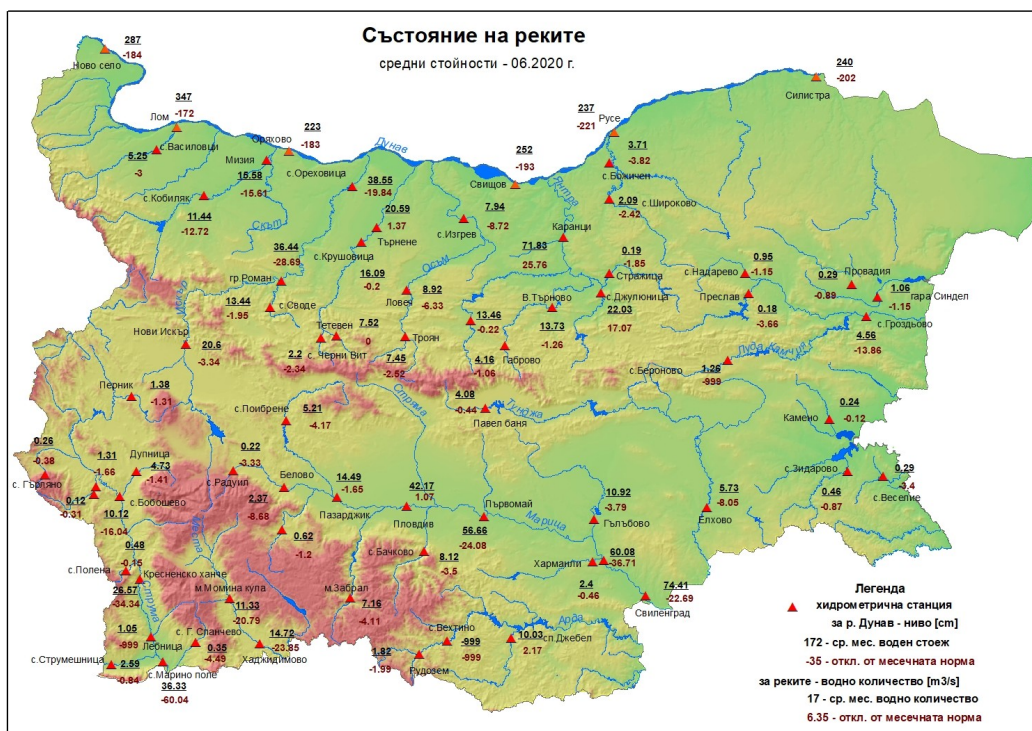 Състояние на реките
средни стойности - 06.2020 г.
287
-184
Ново село
347
-172
Лом
с.Василовци
5.25
-3
223
-183
Оряхово
Мизия
15.58
-15.61
с.Кобиляк
11.44
-12.72
Скът
с.Ореховица
38.55
-19.84
Дунав
252
-193
Свищов
237
-221
Русе
240
-202
Силистра
3.71
-3.82
с.Божичен
2.09
-2.42
с.Широково
Янтра
20.59
1.37
Търнене
с.Крушовица
16.09
-0.2
7.94
-8.72
с.Изгрев
Каранци
71.83
25.76
Осъм
36.44
-28.69
гр.Роман
Искър
13.44
-1.95
с.Своде
8.92
-6.33
Ловеч
0.19
-1.85
Стражица
с.Джулюница
22.03
17.07
В.Търново
13.73
-1.26
13.46
-0.22
с.Надарево
0.95
-1.15
Преслав
0.18
-3.66
0.29
-0.89
Провадия
1.06
-1.15
гара Синдел
с.Гроздьово
4.56
-13.86
Нови Искър
20.6
-3.34
Тетевен
7.52
0
с. Черни Вит
2.2
-2.34
Троян
7.45
-2.52
Габрово
4.16
-1.06
Луда Камчия
с.Бероново
1.26
-999
Перник
1.38
-1.31
с.Поибрене
5.21
-4.17
Стряма
4.08
-0.44
Павел баня
Тунджа
Камено
0.24
-0.12
0.26
-0.38
с. Гърляно
1.31
-1.66
Дупница
4.73
-1.41
0.12
-0.31
с.Бобошево
10.12
-16.04
0.22
-3.33
с.Радуил
Белово
2.37
-8.68
14.49
-1.65
Пазарджик
42.17
1.07
Пловдив
Първомай
56.66
-24.08
Марица
10.92
-3.79
Гълъбово
5.73
-8.05
Елхово
с.Зидарово
0.46
-0.87
0.29
-3.4
с.Веселие
0.62
-1.2
с.Бачково
8.12
-3.5
Харманли
2.4
-0.46
60.08
-36.71
74.41
-22.69
Свиленград
0.48
-0.15
с.Полена
Кресненско ханче
26.57
-34.34
Струма
Места
м.Момина кула
11.33
-20.79
м.Забрал
7.16
-4.11
1.05
-999
Лебница
с. Г. Спанчево
0.35
-4.49
14.72
-23.85
Хаджидимово
с.Струмешница
2.59
-0.84
с.Марино поле
36.33
-60.04
1.82
-1.99
Рудозем
с.Вехтино
-999
-999
10.03
2.17
сп.Джебел
Арда
Легенда
хидрометрична станция
за р. Дунав - ниво [cm]
172 - ср. мес. воден стоеж
-35 - откл. от месечната норма
за реките - водно количество [m3/s]
17 - ср. мес. водно количество
6.35 - откл. от месечната норма